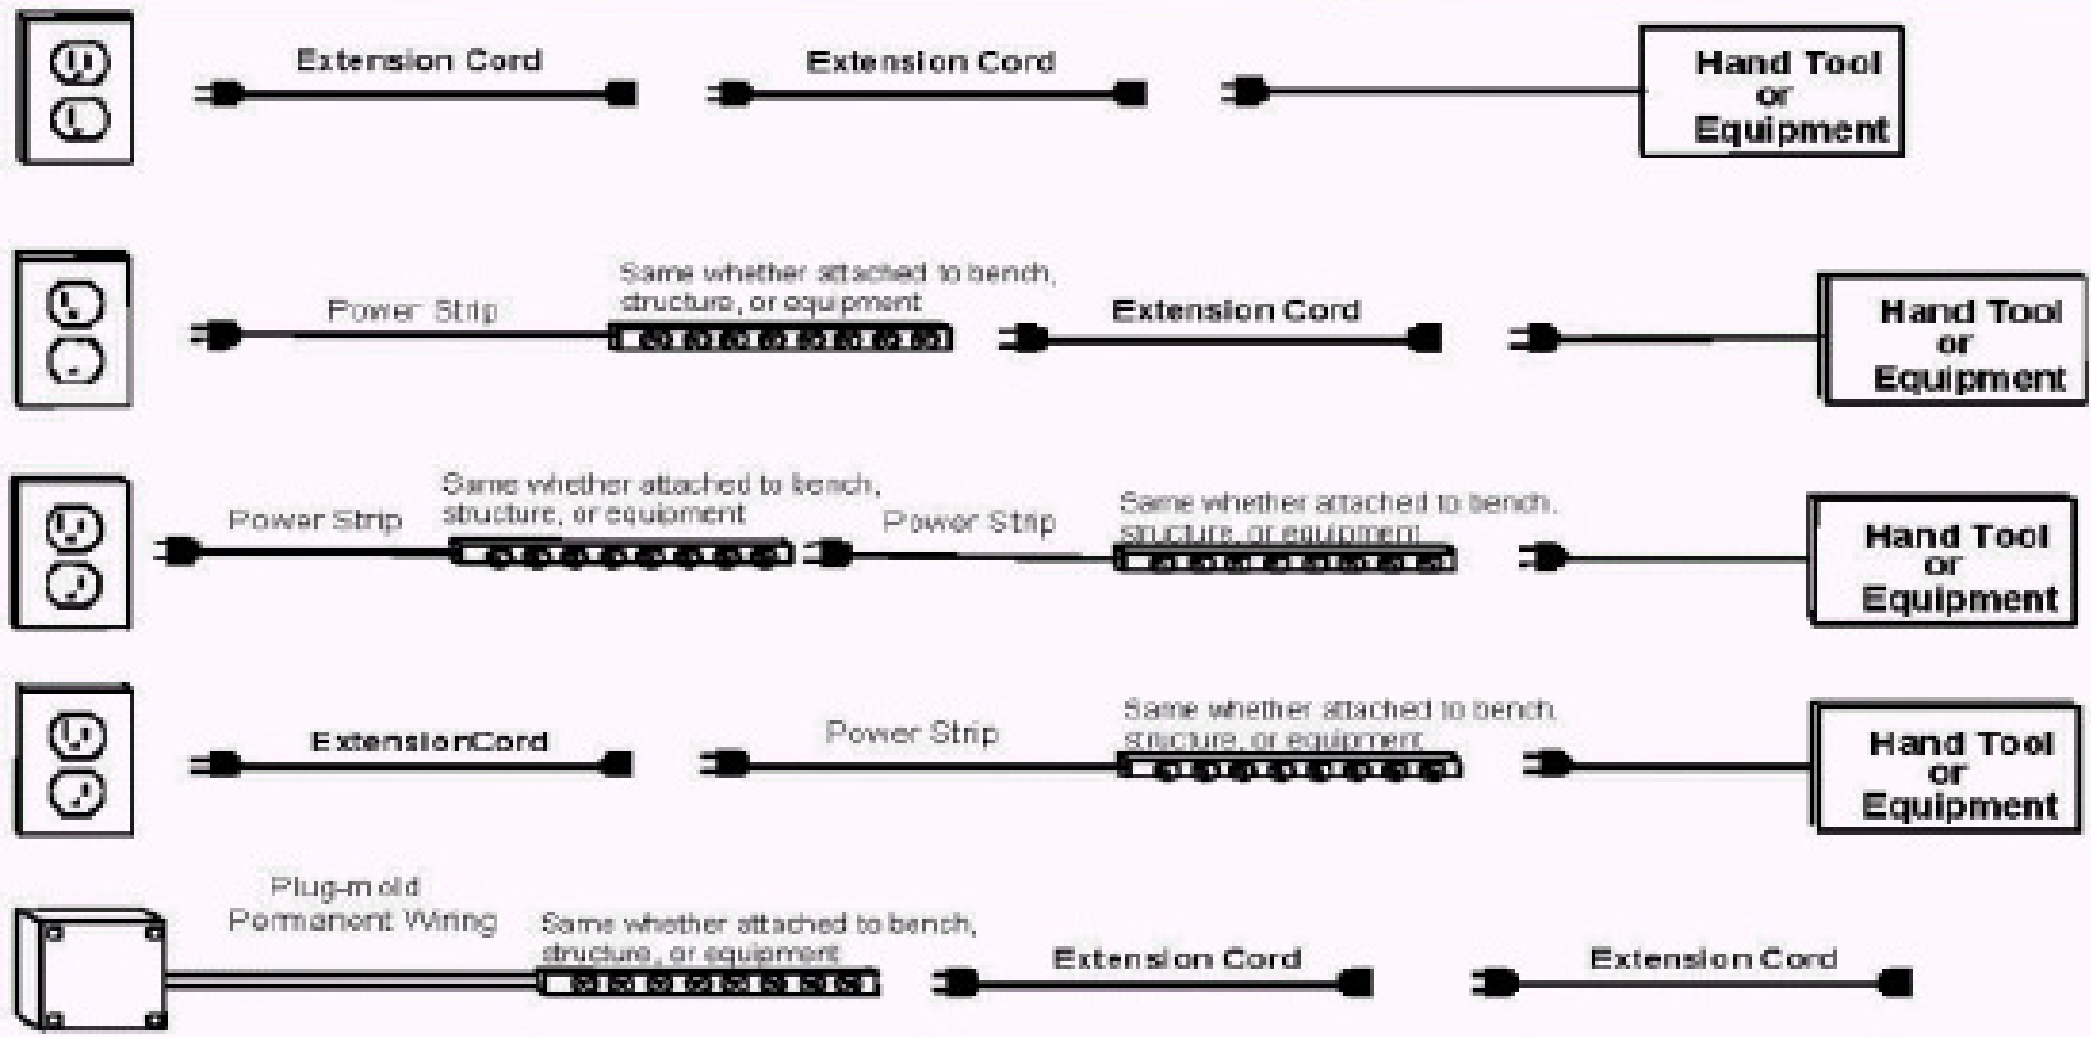 Extension Cord
Extension Cord
Hand Tool
or
Equipment
Power Strip
Same whether attached to bench,
structure, or equipment
Extension Cord
Hand Tool
or
Equipment
Power Strip
Same whether attached to bench,
structure, or equipment
Power Strip
Same whether attached to bench,
structure, or equipment
Hand Tool
or
Equipment
ExtensionCord
Power Strip
Same whether attached to bench,
structure, or equipment
Hand Tool
or
Equipment
Plug-mold
Permanent Wiring
Same whether attached to bench,
structure, or equipment
Extension Cord
Extension Cord